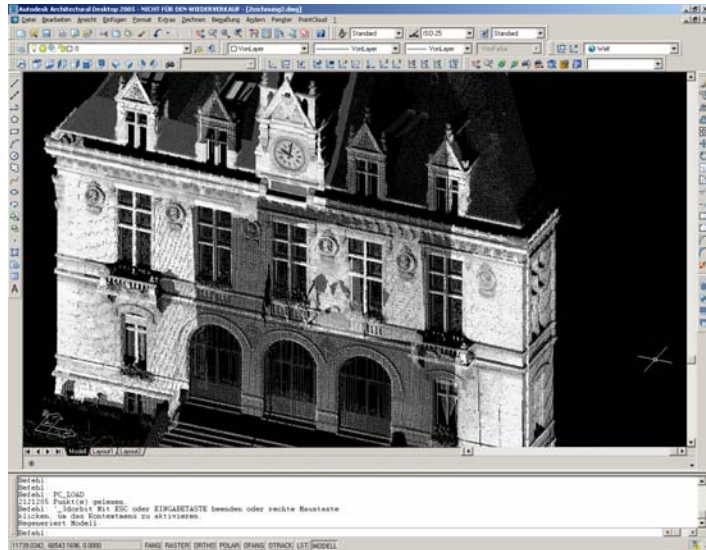 Autodesk Architectural Desktop 2005 - NICHT FÜR DEN WIEDERVERKAUF - [Zeichnung2.dwg]
Datei Bearbeiten Ansicht Einfügen Format Extras Zeichnen Bemaßung Ändern Fenster PointCloud ?
Standard ISO-25 Standard
0 VonLayer VonLayer VonLayer VonFarbe Welt
A
Modell Layout1 Layout2
Befehl:
Befehl:
Befehl: PC_LOAD
2121205 Punkt(e) gelesen.
Befehl: '_3dorbit Mit ESC oder EINGABETASTE beenden oder rechte Maustaste
klicken, um das Kontextmenü zu aktivieren.
Regeneriert Modell.
Befehl:
FANG RASTER ORTHO POLAR OFANG OTRACK LST MODELL